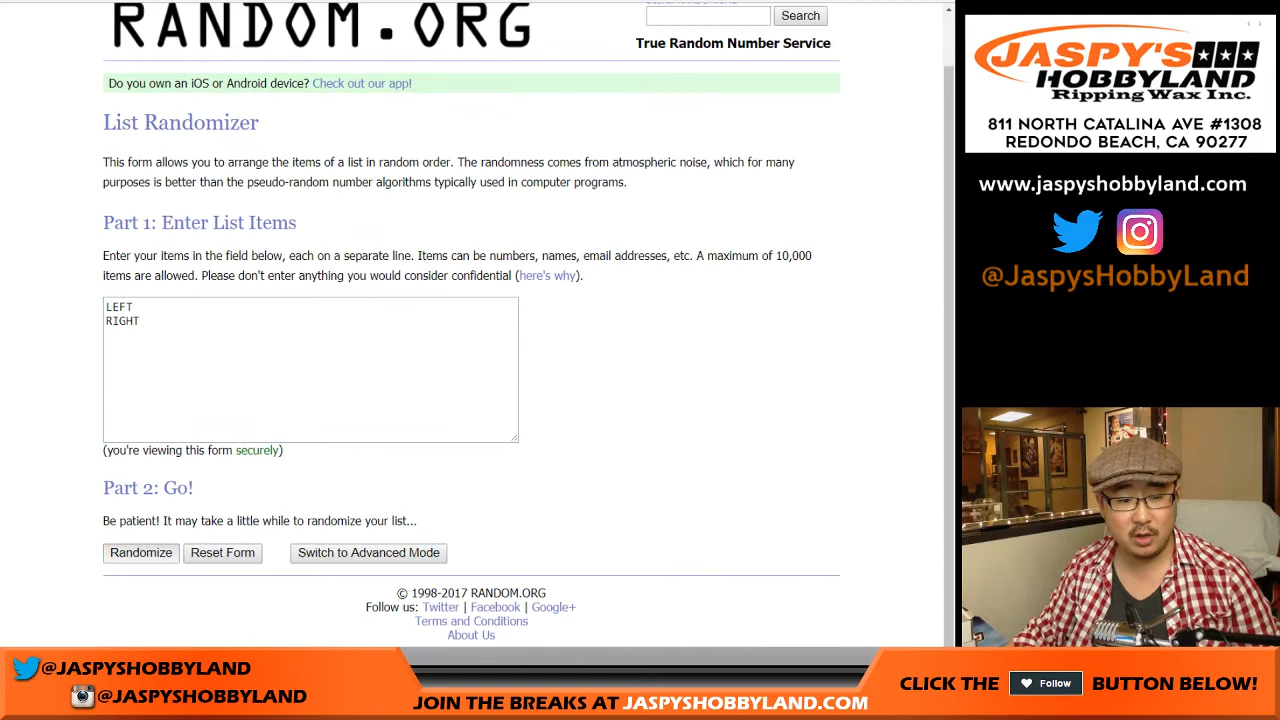 RANDOM.ORG
Search
True Random Number Service
Do you own an iOS or Android device? Check out our app!
List Randomizer
This form allows you to arrange the items of a list in random order. The randomness comes from atmospheric noise, which for many
purposes is better than the pseudo-random number algorithms typically used in computer programs.
Part 1: Enter List Items
Enter your items in the field below, each on a separate line. Items can be numbers, names, email addresses, etc. A maximum of 10,000
items are allowed. Please don't enter anything you would consider confidential (here's why).
LEFT
RIGHT
(you're viewing this form securely)
Part 2: Go!
Be patient! It may take a little while to randomize your list...
Randomize Reset Form Switch to Advanced Mode
© 1998-2017 RANDOM.ORG
Follow us: Twitter | Facebook | Google+
Terms and Conditions
About Us
JASPY'S
HOBBYLAND
Ripping Wax Inc.
811 NORTH CATALINA AVE #1308
REDONDO BEACH, CA 90277
www.jaspyshobbyland.com
@JaspysHobbyLand
@JASPYSHOBBYLAND
@JASPYSHOBBYLAND
JOIN THE BREAKS AT JASPYSHOBBYLAND.COM
CLICK THE Follow BUTTON BELOW!